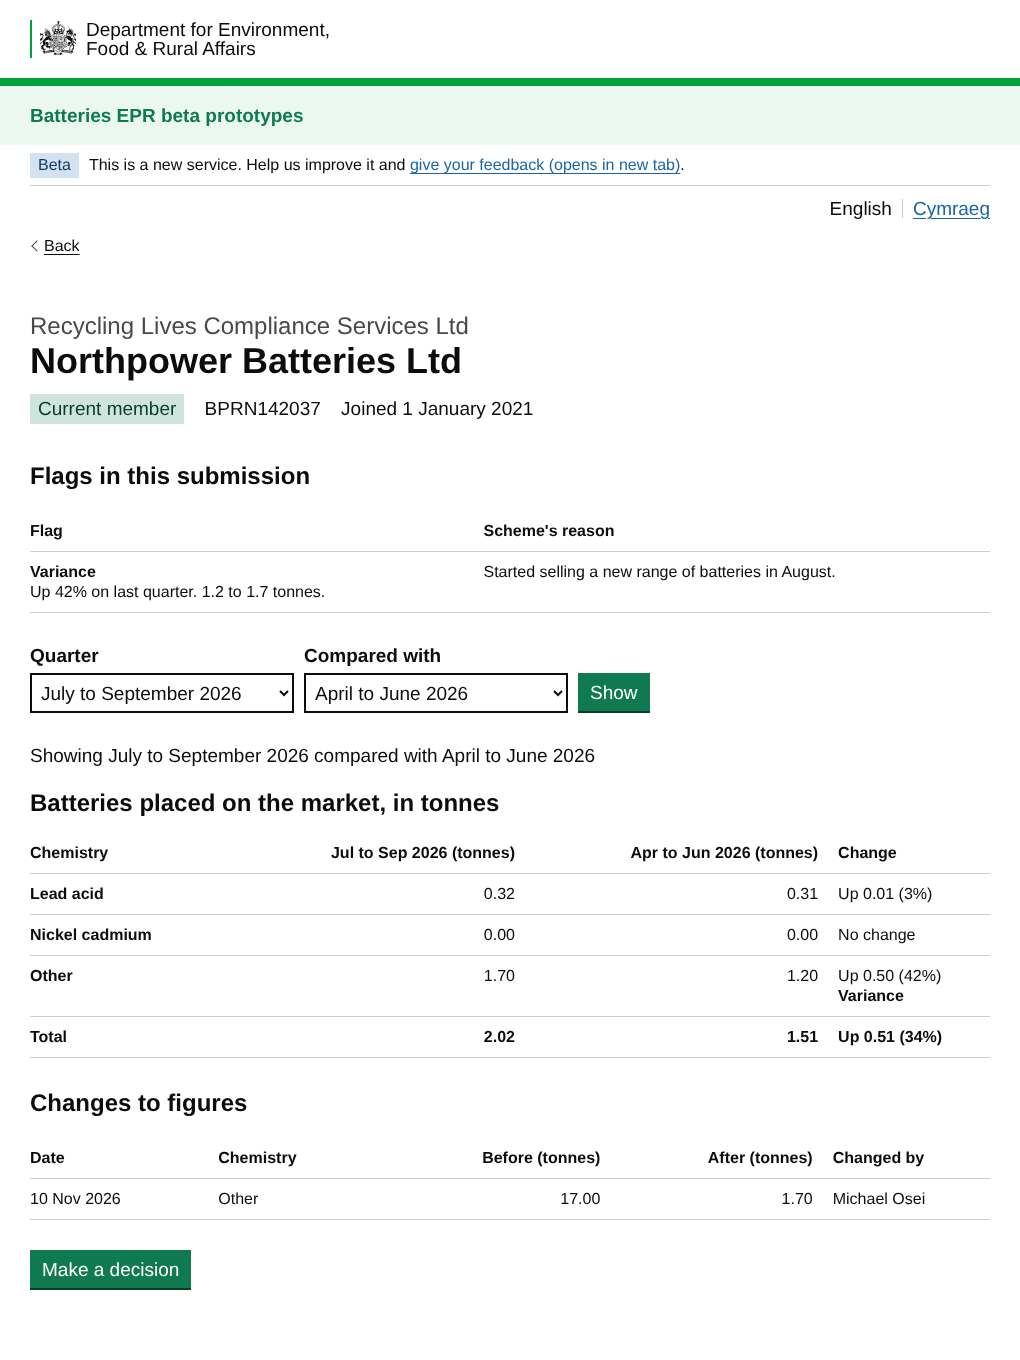 Department for Environment,
Food & Rural Affairs
Batteries EPR beta prototypes
Beta This is a new service. Help us improve it and give your feedback (opens in new tab).
English Cymraeg
Back
Recycling Lives Compliance Services Ltd
Northpower Batteries Ltd
Current member BPRN142037 Joined 1 January 2021
Flags in this submission
Flag Scheme's reason
Variance Started selling a new range of batteries in August.
Up 42% on last quarter. 1.2 to 1.7 tonnes.
Quarter Compared with
July to September 2026 April to June 2026 Show
Showing July to September 2026 compared with April to June 2026
Batteries placed on the market, in tonnes
Chemistry Jul to Sep 2026 (tonnes) Apr to Jun 2026 (tonnes) Change
Lead acid 0.32 0.31 Up 0.01 (3%)
Nickel cadmium 0.00 0.00 No change
Other 1.70 1.20 Up 0.50 (42%)
Variance
Total 2.02 1.51 Up 0.51 (34%)
Changes to figures
Date Chemistry Before (tonnes) After (tonnes) Changed by
10 Nov 2026 Other 17.00 1.70 Michael Osei
Make a decision